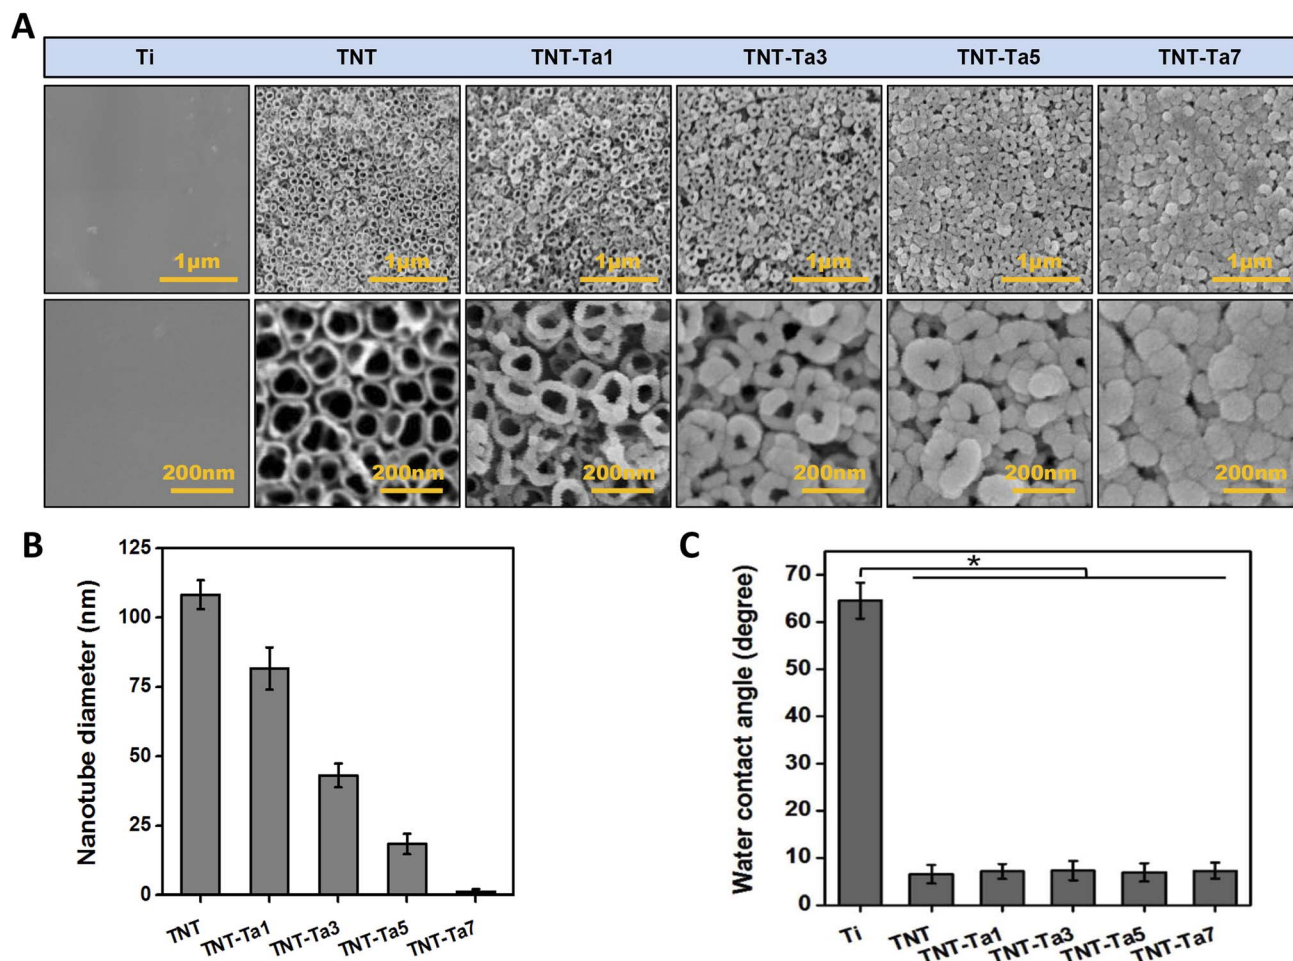 A
Ti TNT TNT-Ta1 TNT-Ta3 TNT-Ta5 TNT-Ta7
1μm 1μm 1μm 1μm 1μm 1μm
200nm 200nm 200nm 200nm 200nm 200nm
B
Nanotube diameter (nm)
125
100
75
50
25
0
TNT TNT-Ta1 TNT-Ta3 TNT-Ta5 TNT-Ta7
C
Water contact angle (degree)
*
70
60
50
40
30
20
10
0
Ti TNT TNT-Ta1 TNT-Ta3 TNT-Ta5 TNT-Ta7